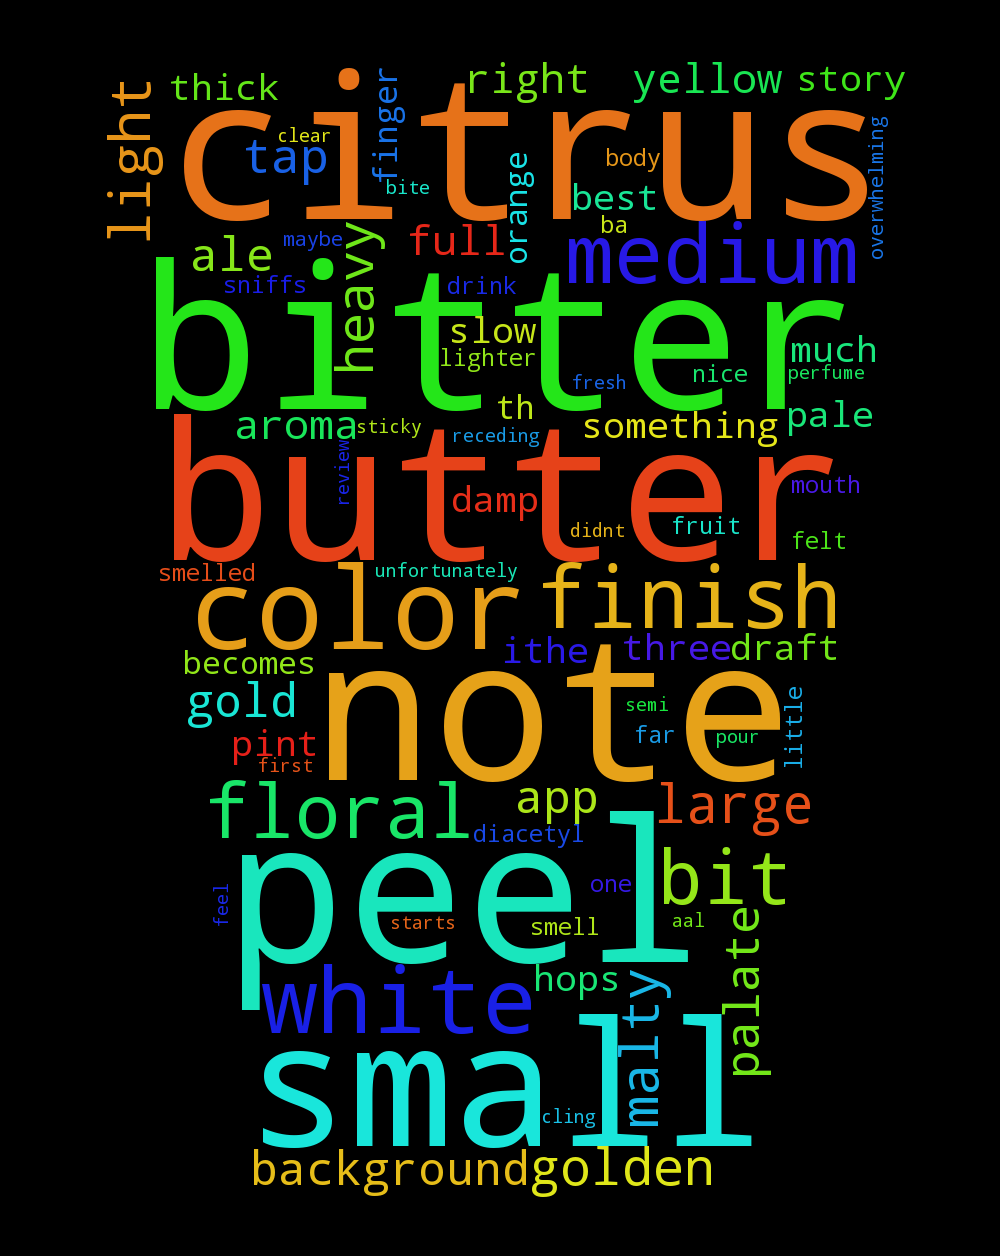 thick
finger
right
yellow
story
light
citrus
clear
tap
bite
orange
body
overwhelming
best
ba
ale
maybe
heavy
full
medium
sniffs
drink
bitter
slow
lighter
much
fresh
nice
perfume
th
aroma
sticky
receding
something
pale
butter
review
damp
mouth
didnt
fruit
felt
smelled
unfortunately
color
finish
becomes
ithe
three
draft
gold
note
semi
little
pint
first
far
pour
floral
app
large
diacetyl
peel
bit
feel
one
starts
smell
aal
palate
white
hops
malty
small
cling
background
golden